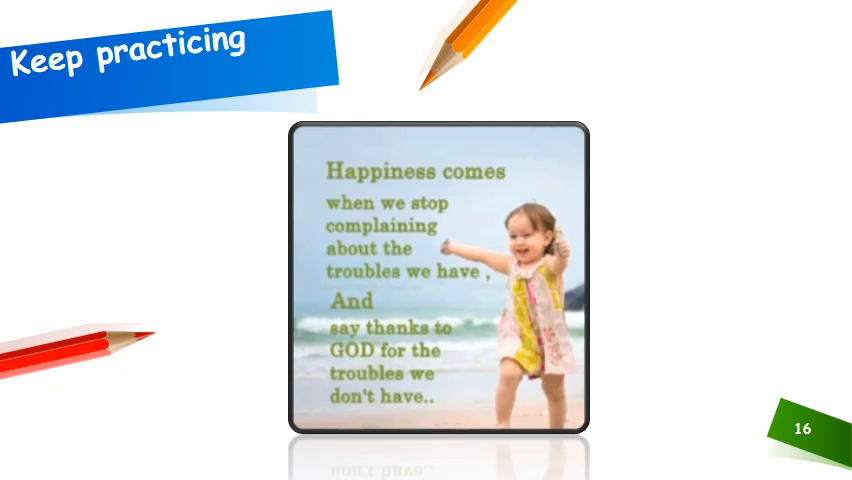 Keep practicing
Happiness comes
when we stop
complaining
about the
troubles we have ,
And
say thanks to
GOD for the
troubles we
don't have..
16